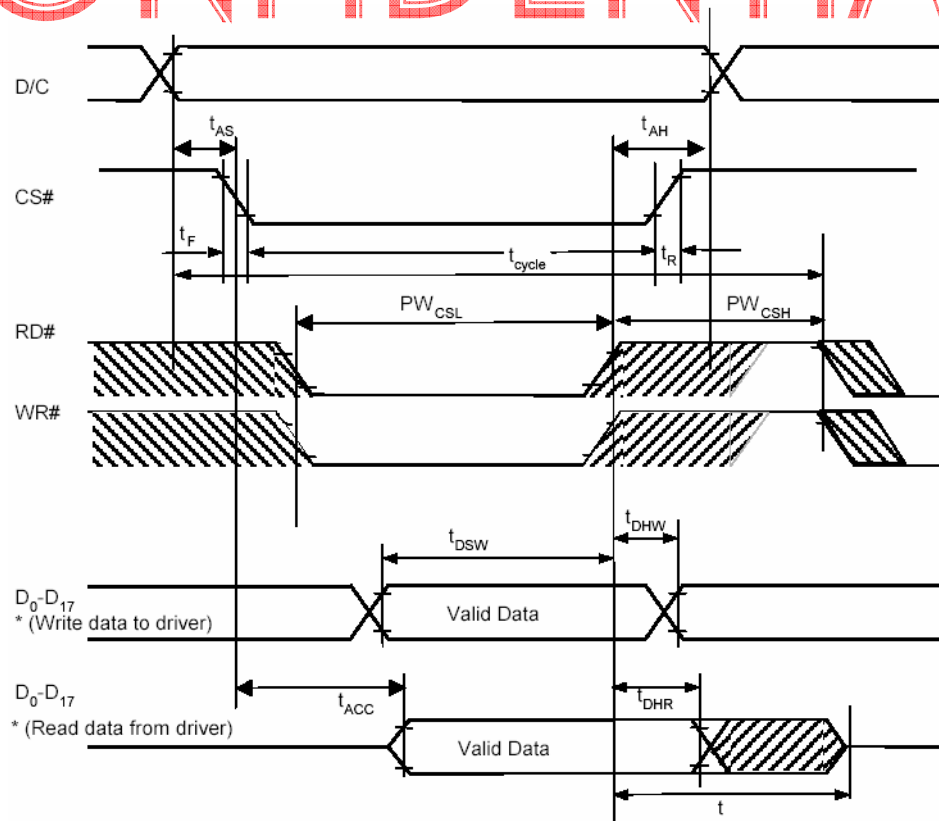 D/C
tAS
tAH
CS#
tF
tcycle
tR
PWCSL
PWCSH
RD#
WR#
tDSW
tDHW
D0-D17
* (Write data to driver)
Valid Data
D0-D17
* (Read data from driver)
tACC
tDHR
Valid Data
t